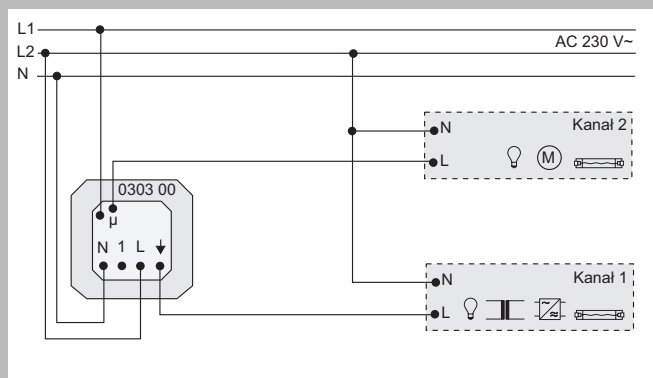 L1
AC 230 V~
L2
N
N Kanał 2
L M
0303 00
µ
N 1 L
N Kanał 1
L